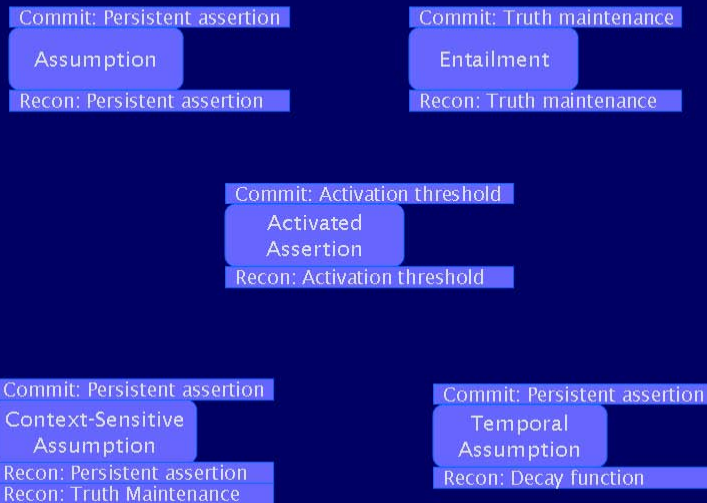 Commit: Persistent assertion
Assumption
Recon: Persistent assertion
Commit: Truth maintenance
Entailment
Recon: Truth maintenance
Commit: Activation threshold
Activated
Assertion
Recon: Activation threshold
Commit: Persistent assertion
Context-Sensitive
Assumption
Recon: Persistent assertion
Recon: Truth Maintenance
Commit: Persistent assertion
Temporal
Assumption
Recon: Decay function